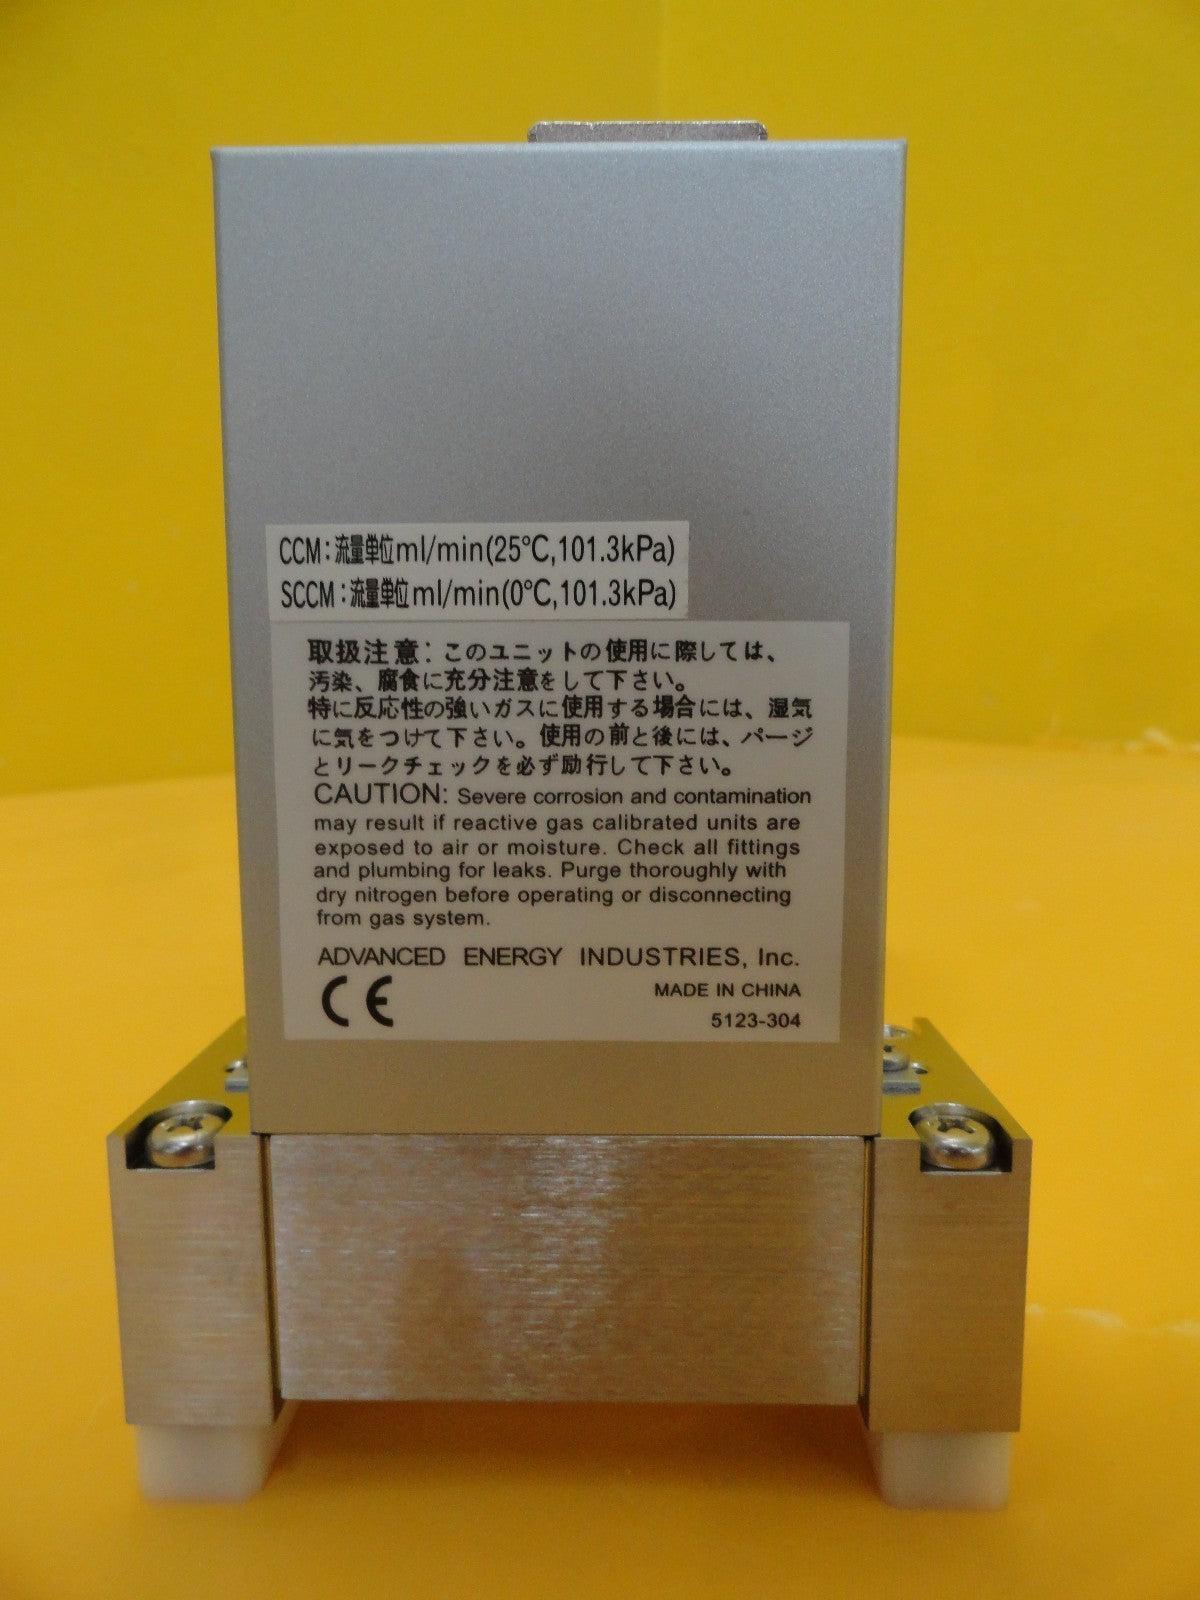 CCM:流量単位ml/min(25°C,101.3kPa)
SCCM:流量単位ml/min(0°C,101.3kPa)
取扱注意:このユニットの使用に際しては、
汚染、腐食に充分注意をして下さい。
特に反応性の強いガスに使用する場合には、湿気
に気をつけて下さい。使用の前と後には、パージ
とリークチェックを必ず励行して下さい。
CAUTION: Severe corrosion and contamination
may result if reactive gas calibrated units are
exposed to air or moisture. Check all fittings
and plumbing for leaks. Purge thoroughly with
dry nitrogen before operating or disconnecting
from gas system.
ADVANCED ENERGY INDUSTRIES, Inc.
CE MADE IN CHINA
5123-304